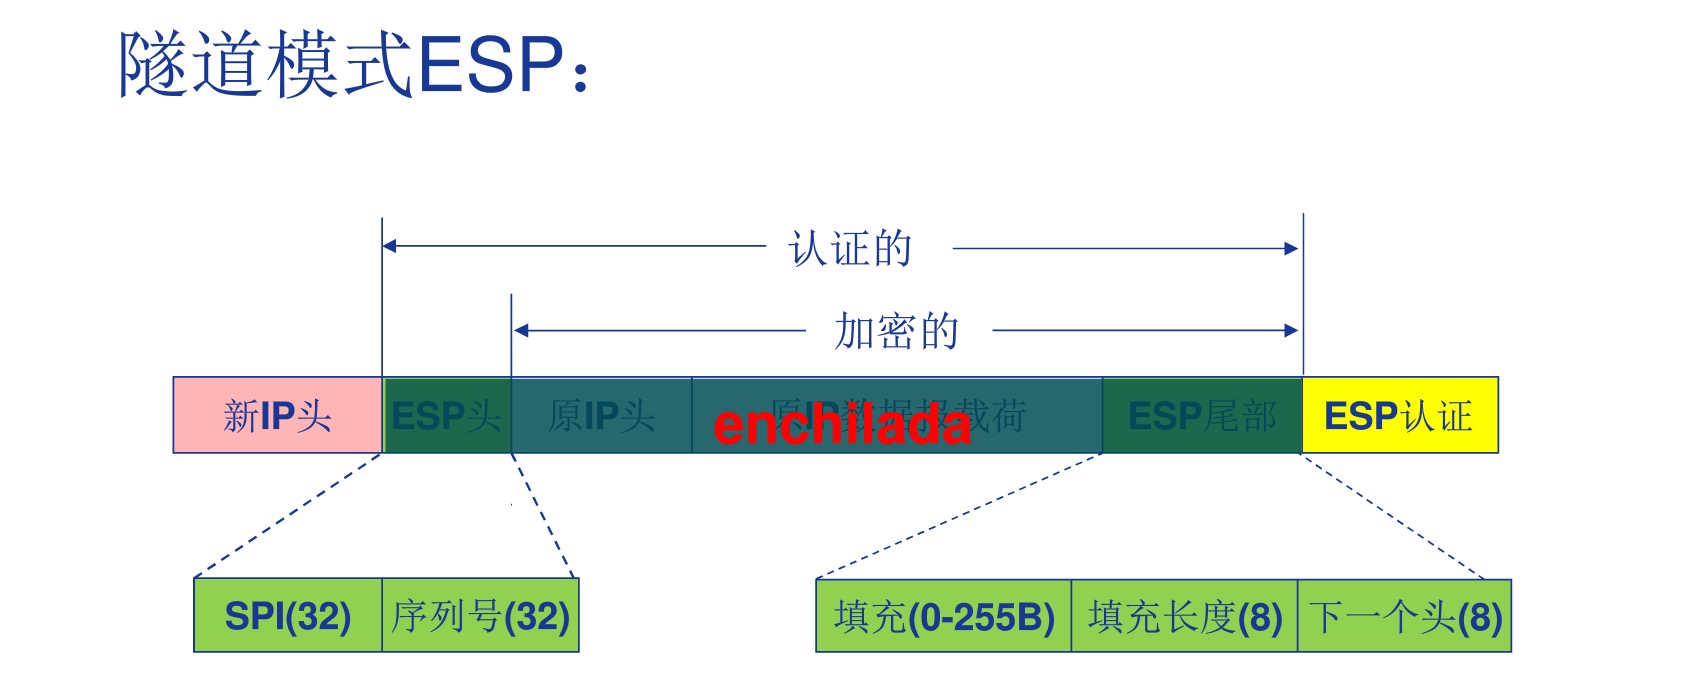 隧道模式ESP：
认证的
加密的
新IP头 ESP头 原IP头 原IP数据报载荷 ESP尾部 ESP认证
enchilada
SPI(32) 序列号(32) 填充(0-255B) 填充长度(8) 下一个头(8)